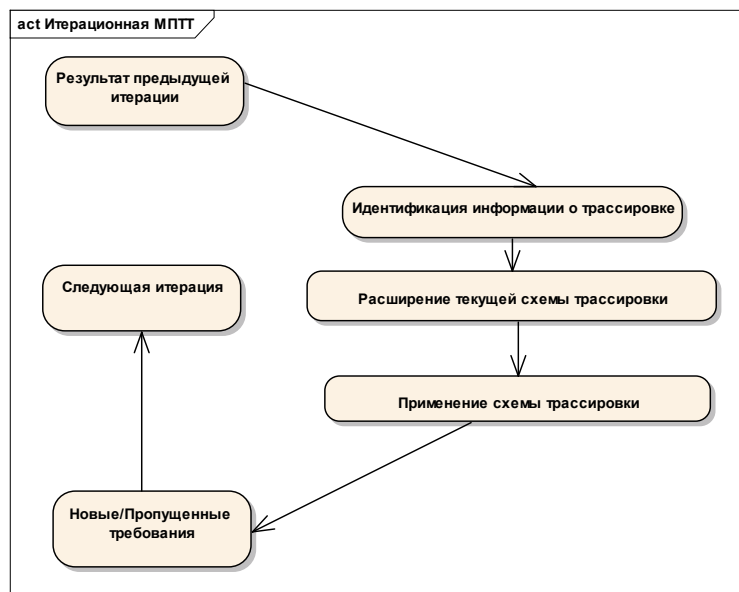 act Итерационная МПТТ
Результат предыдущей
итерации
Идентификация информации о трассировке
Расширение текущей схемы трассировки
Применение схемы трассировки
Новые/Пропущенные
требования
Следующая итерация